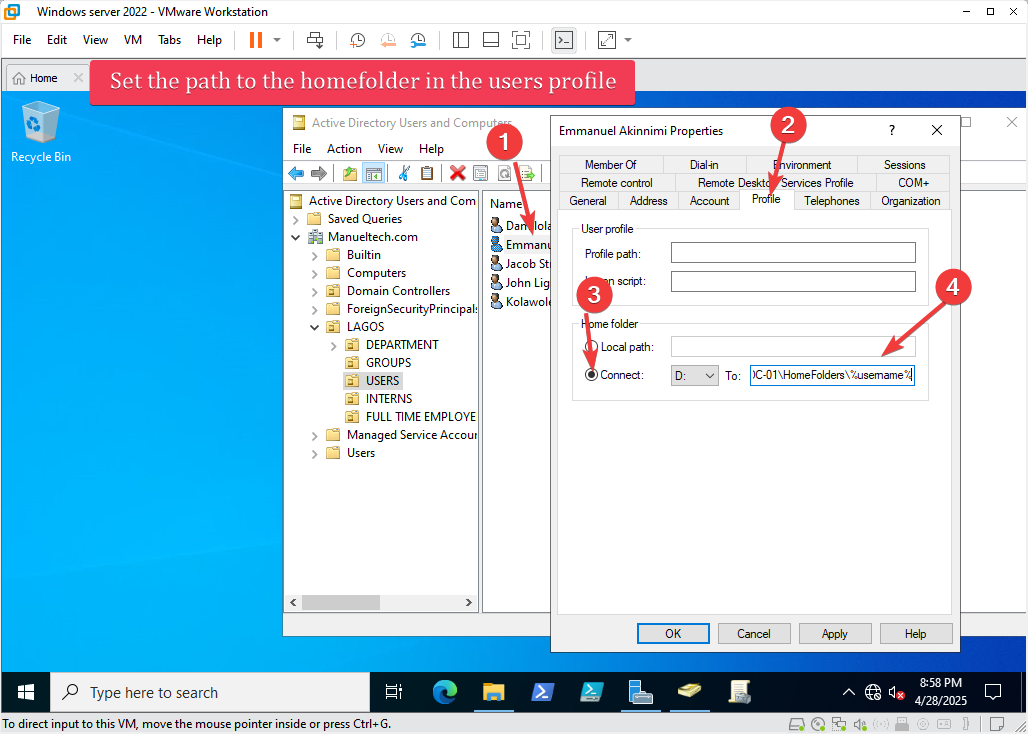 Windows server 2022 - VMware Workstation
File Edit View VM Tabs Help
Home
Set the path to the homefolder in the users profile
Recycle Bin
Active Directory Users and Computers
File Action View Help
Active Directory Users and Com
Saved Queries
Manueltech.com
Builtin
Computers
Domain Controllers
ForeignSecurityPrincipals
LAGOS
DEPARTMENT
GROUPS
USERS
INTERNS
FULL TIME EMPLOYE
Managed Service Accour
Users
Name
Emmanu
Jacob St
John Lig
Kolawole
1
2
3
4
Emmanuel Akinnimi Properties
?
Member Of Dial-in Environment Sessions
Remote control Remote Desktop Services Profile COM+
General Address Account Profile Telephones Organization
User profile
Profile path:
script:
Home folder
Local path:
Connect: D: To: DC-01\HomeFolders\%username%
OK Cancel Apply Help
Type here to search
8:58 PM
4/28/2025
To direct input to this VM, move the mouse pointer inside or press Ctrl+G.